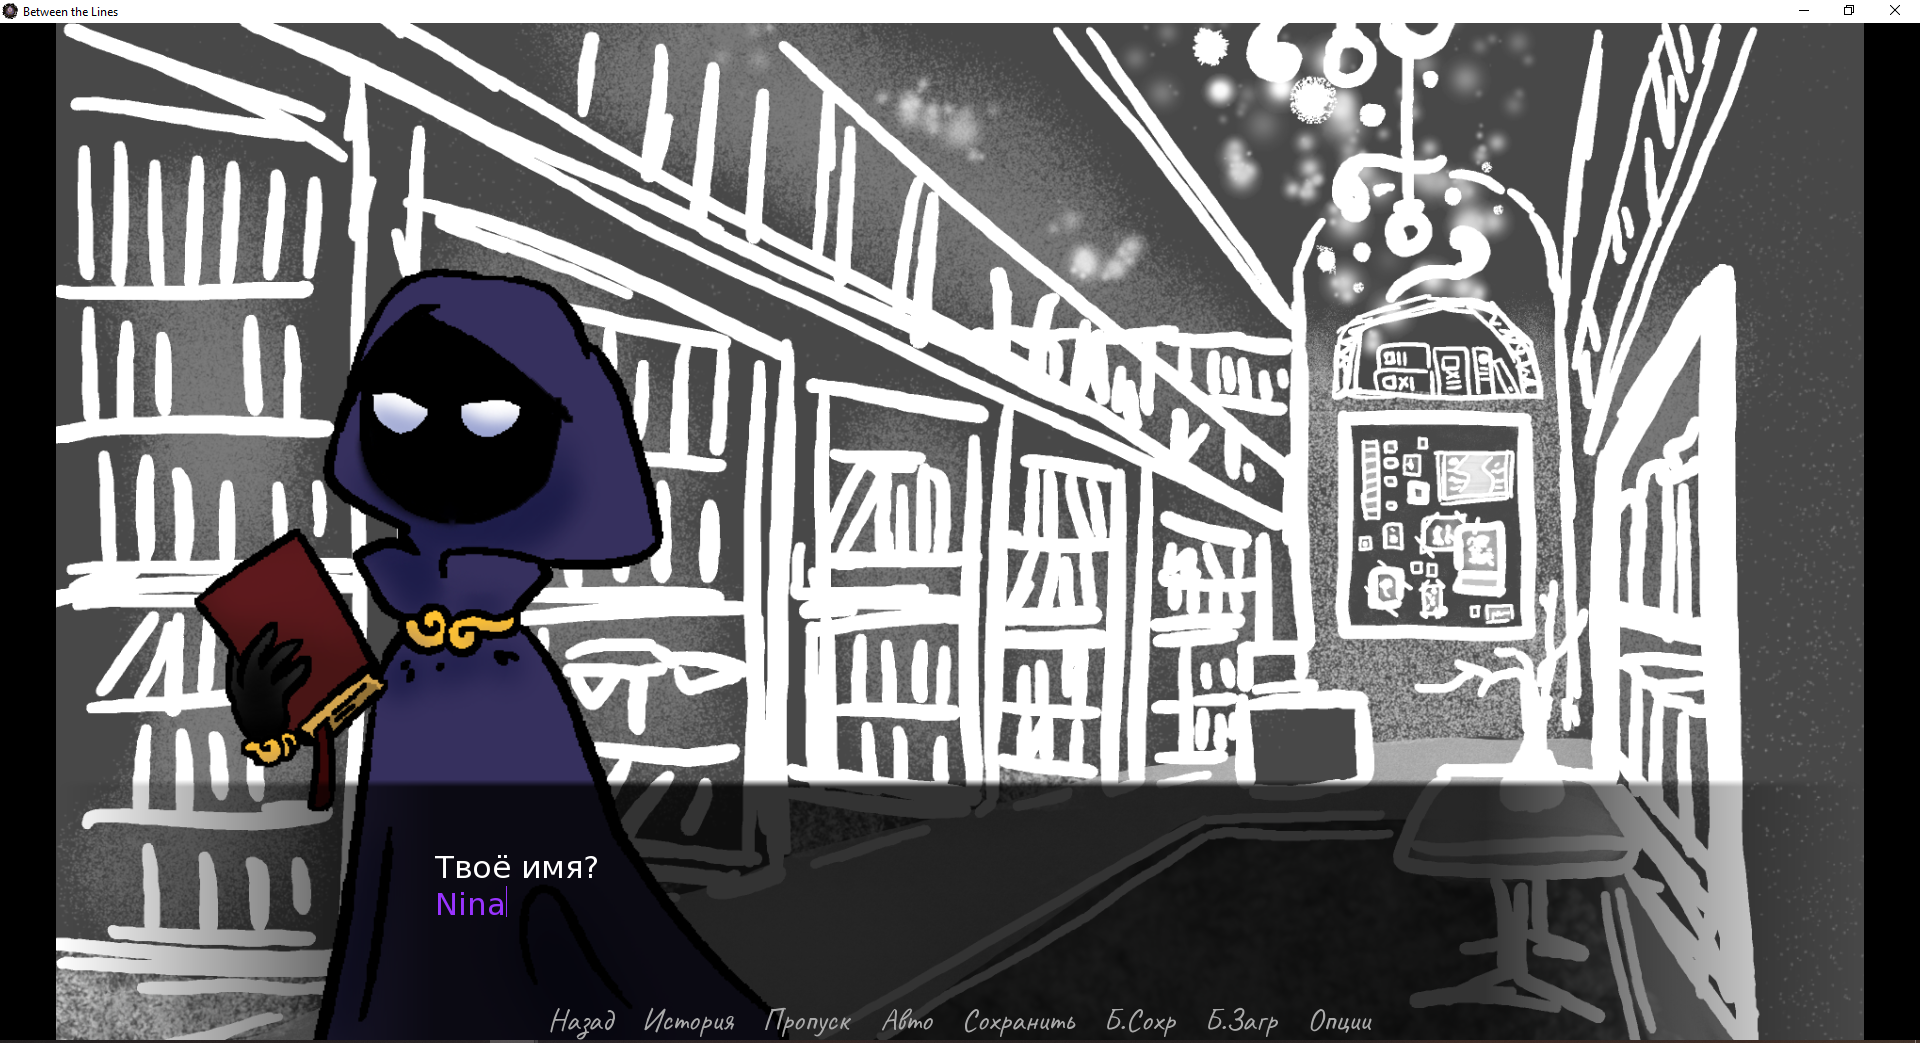 Between the Lines
Твоё имя?
Nina
Назад История Пропуск Авто Сохранить Б.Сохр Б.Загр Опции